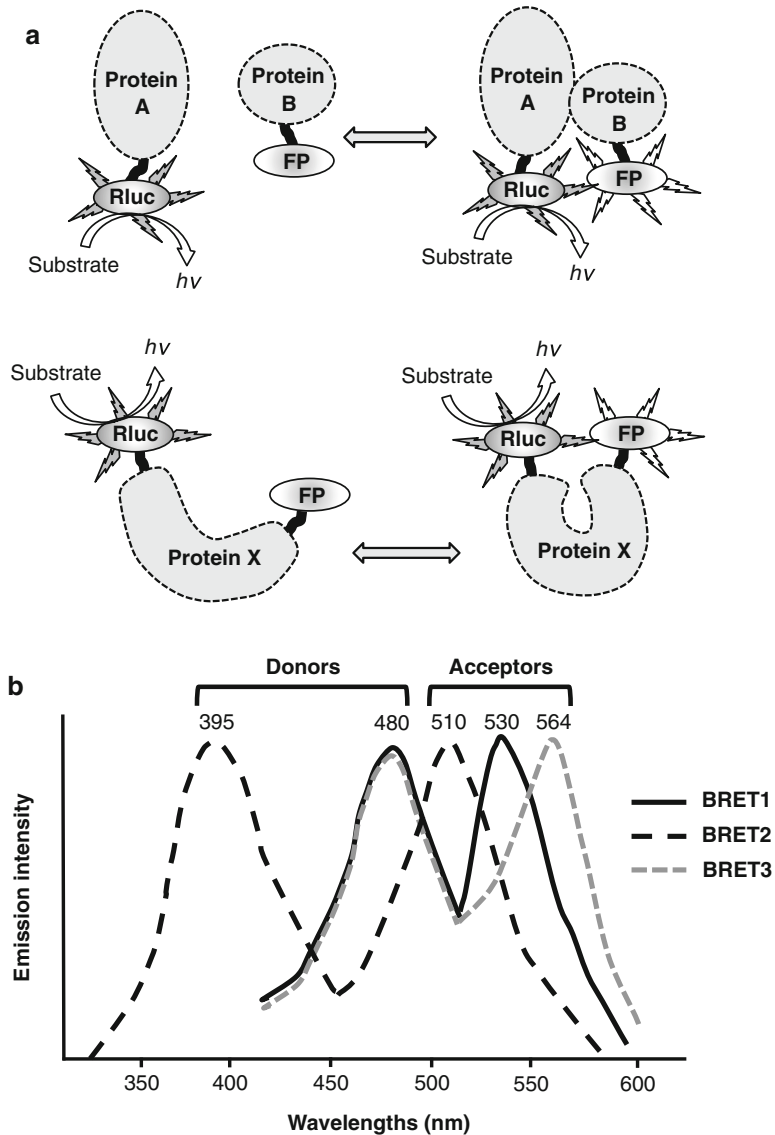 a
Protein
A
Protein
B
FP
Rluc
Substrate
hv
Protein
A
Protein
B
FP
Rluc
Substrate
hv
hv
Substrate
Rluc
FP
Protein X
hv
Substrate
Rluc
FP
Protein X
b
Donors
Acceptors
395
480
510
530
564
Emission intensity
BRET1
BRET2
BRET3
350
400
450
500
550
600
Wavelengths (nm)